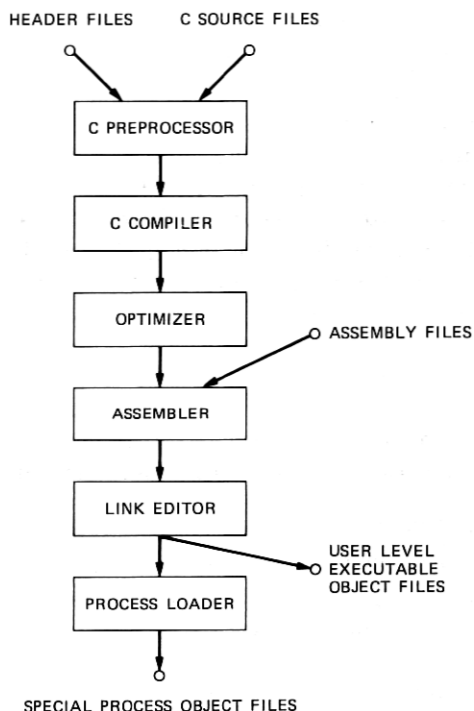 HEADER FILES
C SOURCE FILES
C PREPROCESSOR
C COMPILER
OPTIMIZER
ASSEMBLY FILES
ASSEMBLER
LINK EDITOR
USER LEVEL
EXECUTABLE
OBJECT FILES
PROCESS LOADER
SPECIAL PROCESS OBJECT FILES